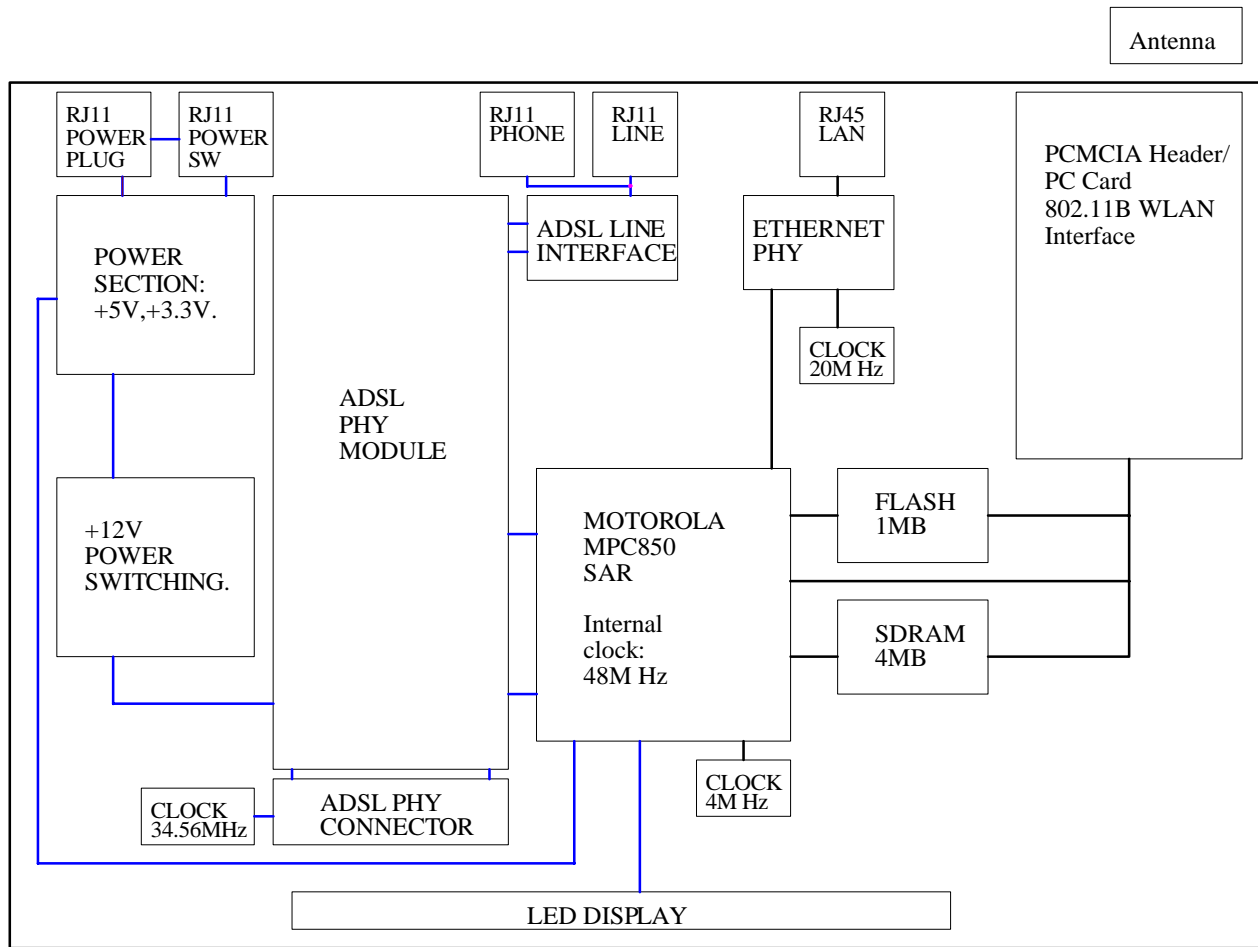 Antenna
RJ11
POWER
PLUG
RJ11
POWER
SW
RJ11
PHONE
RJ11
LINE
RJ45
LAN
PCMCIA Header/
PC Card
802.11B WLAN
Interface
POWER
SECTION:
+5V,+3.3V.
ADSL LINE
INTERFACE
ETHERNET
PHY
CLOCK
20M Hz
ADSL
PHY
MODULE
+12V
POWER
SWITCHING.
MOTOROLA
MPC850
SAR
Internal
clock:
48M Hz
FLASH
1MB
SDRAM
4MB
CLOCK
4M Hz
CLOCK
34.56MHz
ADSL PHY
CONNECTOR
LED DISPLAY